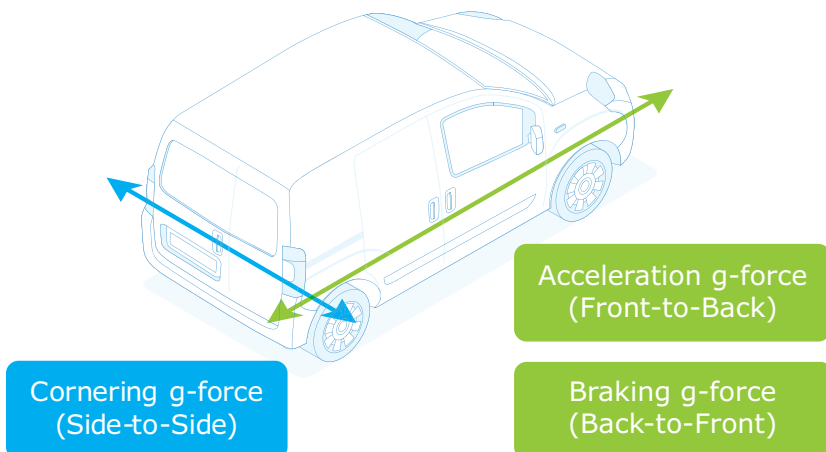 Acceleration g-force
(Front-to-Back)
Cornering g-force
(Side-to-Side)
Braking g-force
(Back-to-Front)